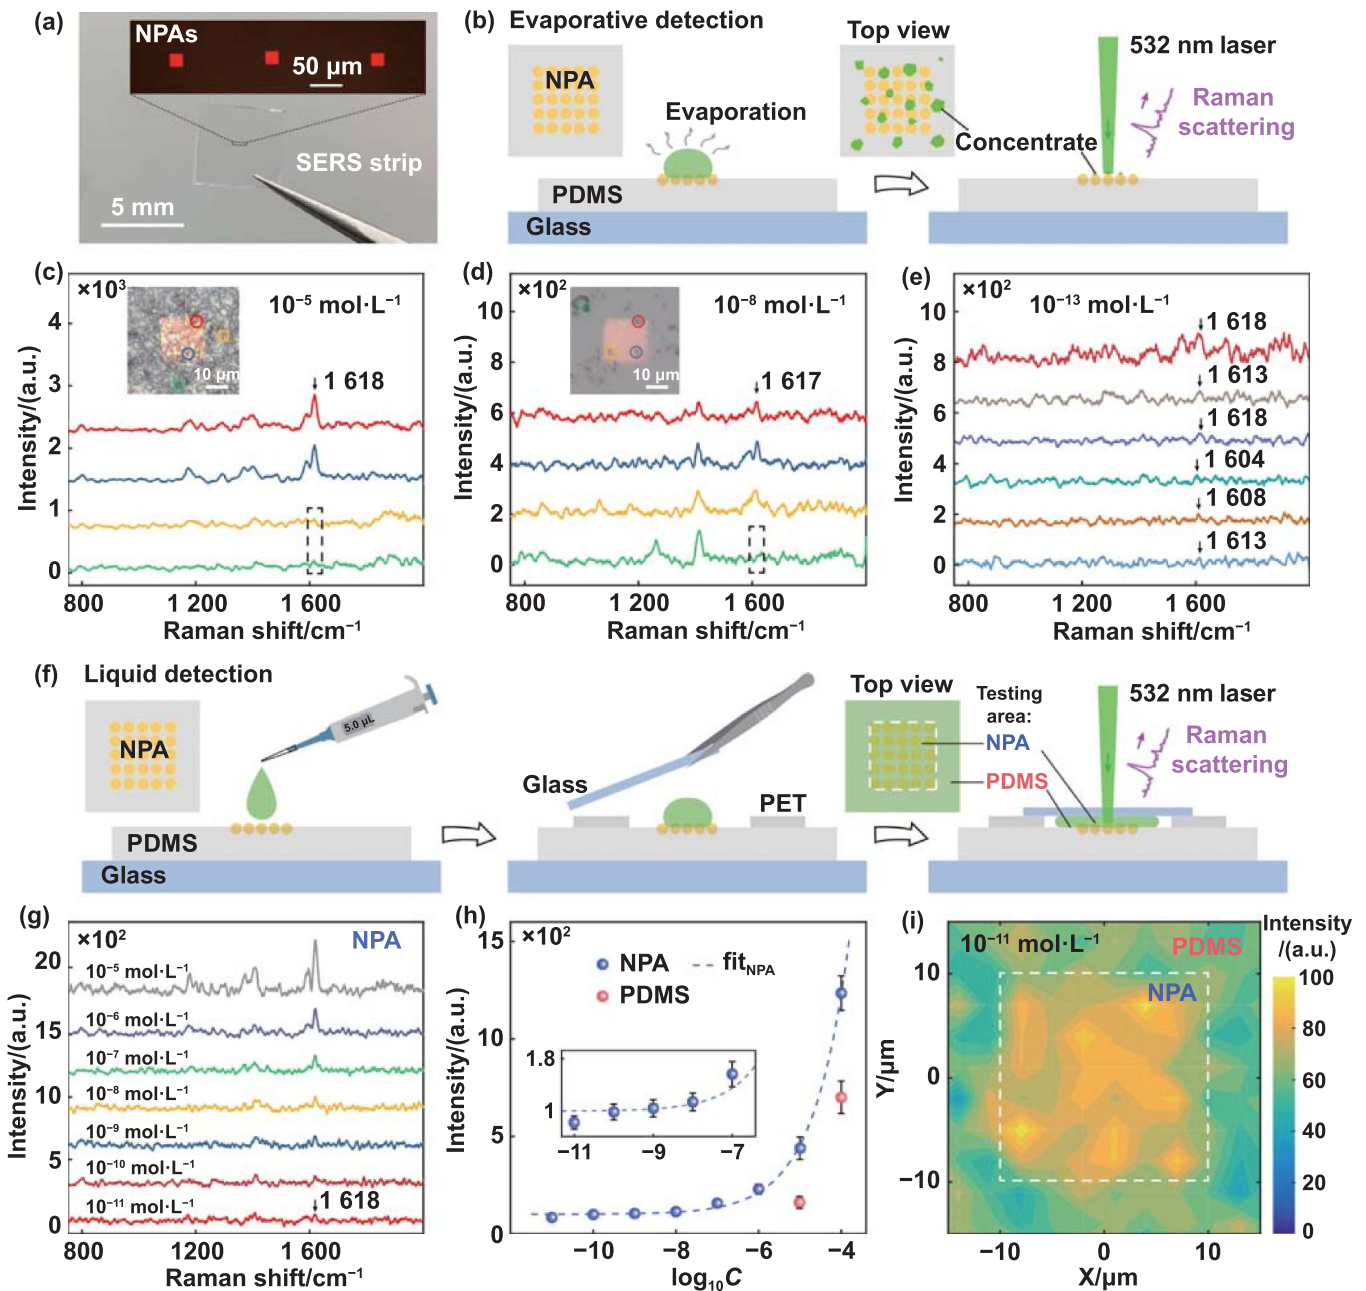 (a)
NPAs
50 μm
SERS strip
5 mm
(b) Evaporative detection
NPA
Evaporation
PDMS
Glass
Top view
Concentrate
532 nm laser
Raman
scattering
(c)
×10³
10⁻⁵ mol·L⁻¹
10 μm
1 618
4
3
2
1
0
Intensity/(a.u.)
800 1 200 1 600
Raman shift/cm⁻¹
(d)
×10²
10⁻⁸ mol·L⁻¹
10 μm
1 617
10
8
6
4
2
0
Intensity/(a.u.)
800 1 200 1 600
Raman shift/cm⁻¹
(e)
×10²
10⁻¹³ mol·L⁻¹
1 618
1 613
1 618
1 604
1 608
1 613
10
8
6
4
2
0
Intensity/(a.u.)
800 1 200 1 600
Raman shift/cm⁻¹
(f) Liquid detection
NPA
5.0 μL
PDMS
Glass
Glass
PET
Top view
Testing
area:
NPA
PDMS
532 nm laser
Raman
scattering
(g)
×10²
NPA
10⁻⁵ mol·L⁻¹
10⁻⁶ mol·L⁻¹
10⁻⁷ mol·L⁻¹
10⁻⁸ mol·L⁻¹
10⁻⁹ mol·L⁻¹
10⁻¹⁰ mol·L⁻¹
10⁻¹¹ mol·L⁻¹
1 618
20
15
10
5
0
Intensity/(a.u.)
800 1200 1 600
Raman shift/cm⁻¹
(h)
×10²
NPA
fit_NPA
PDMS
15
10
5
0
Intensity/(a.u.)
1.8
1
−11 −9 −7
−10 −8 −6 −4
log₁₀C
(i)
10⁻¹¹ mol·L⁻¹
PDMS
NPA
10
0
−10
Y/μm
−10 0 10
X/μm
Intensity
/(a.u.)
100
80
60
40
20
0